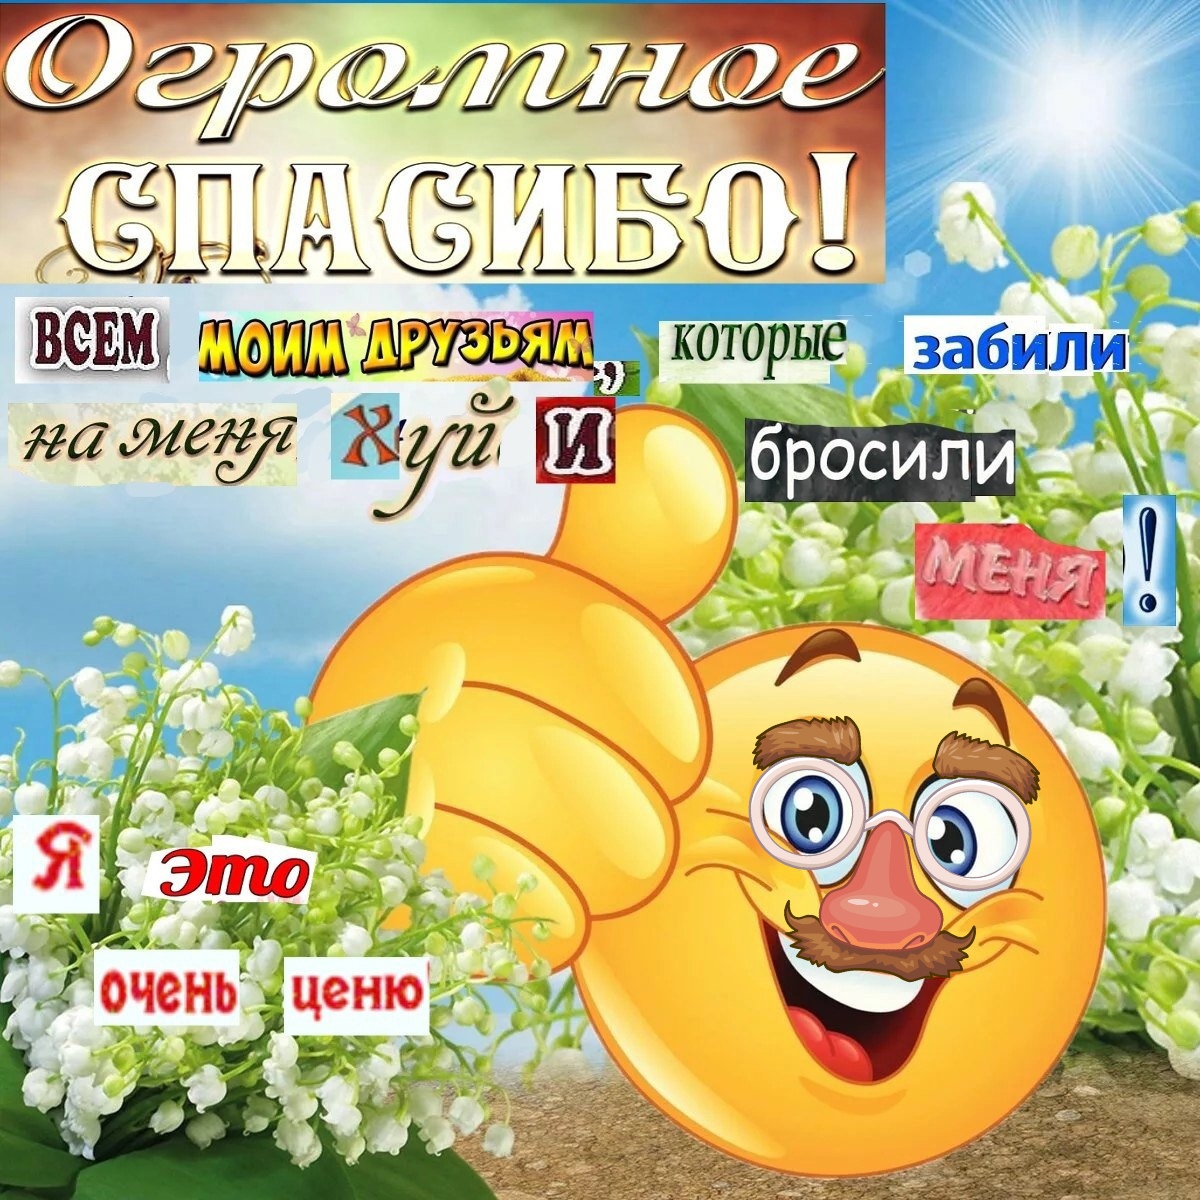 Огромное
СПАСИБО!
ВСЕМ МОИМ ДРУЗЬЯМ, которые забили
на меня Хуй И бросили
МЕНЯ!
Я это
очень ценю